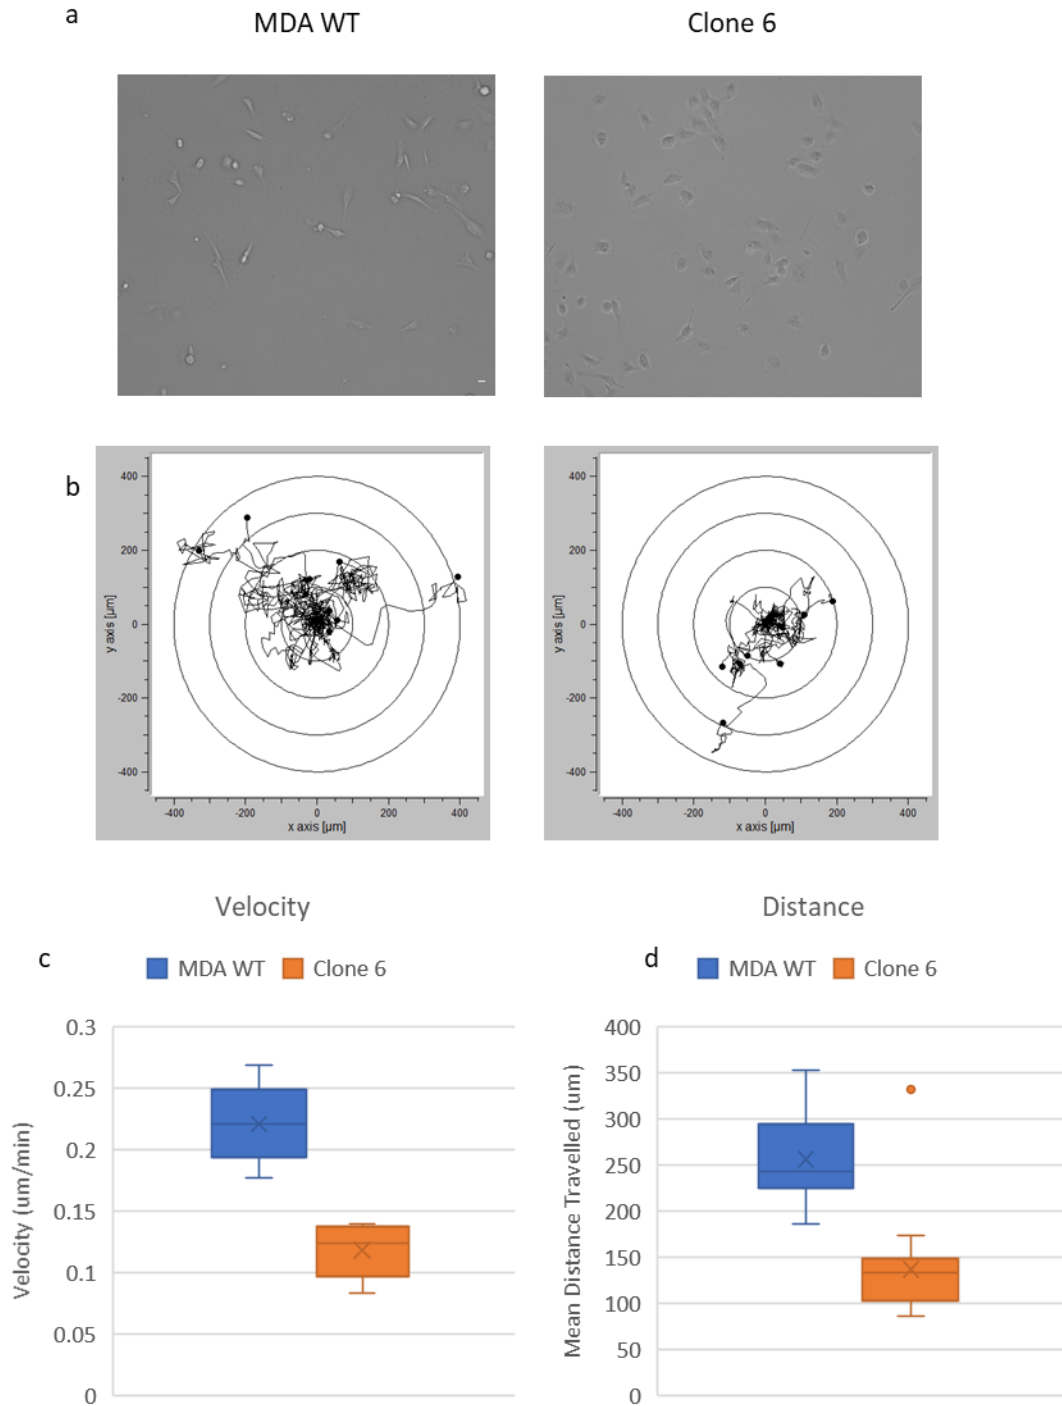 a
MDA WT
Clone 6
b
400
200
0
-200
-400
y axis [µm]
-400 -200 0 200 400
x axis [µm]
400
200
0
-200
-400
y axis [µm]
-400 -200 0 200 400
x axis [µm]
Velocity
c
MDA WT Clone 6
0.3
0.25
0.2
0.15
0.1
0.05
0
Velocity (um/min)
Distance
d
MDA WT Clone 6
400
350
300
250
200
150
100
50
0
Mean Distance Travelled (um)